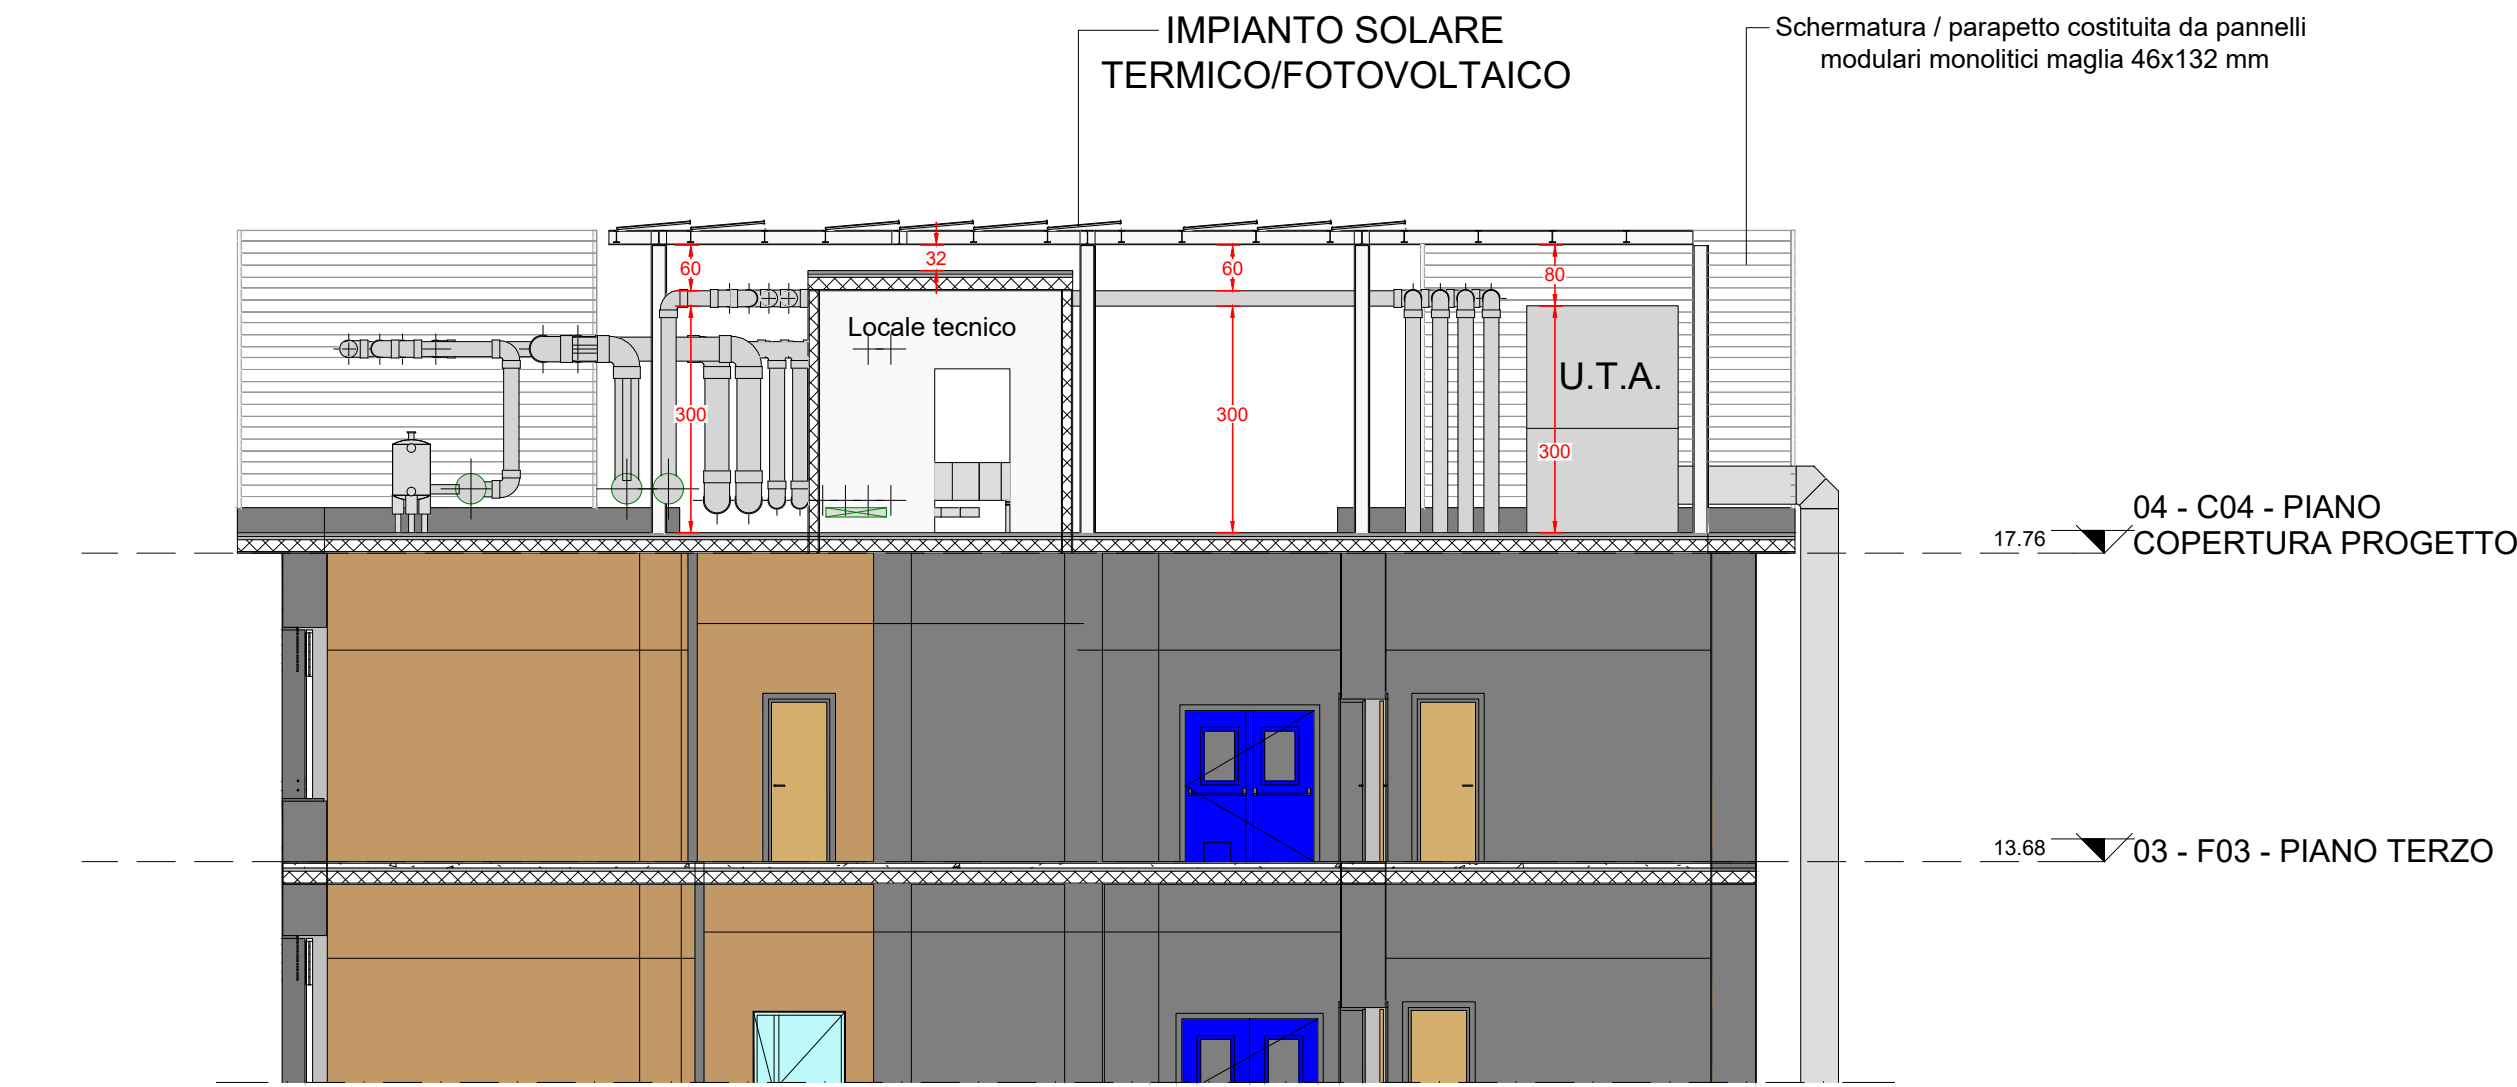 IMPIANTO SOLARE
TERMICO/FOTOVOLTAICO
Schermatura / parapetto costituita da pannelli
modulari monolitici maglia 46x132 mm
60
32
60
80
Locale tecnico
U.T.A.
300
300
300
04 - C04 - PIANO
17.76
COPERTURA PROGETTO
13.68
03 - F03 - PIANO TERZO